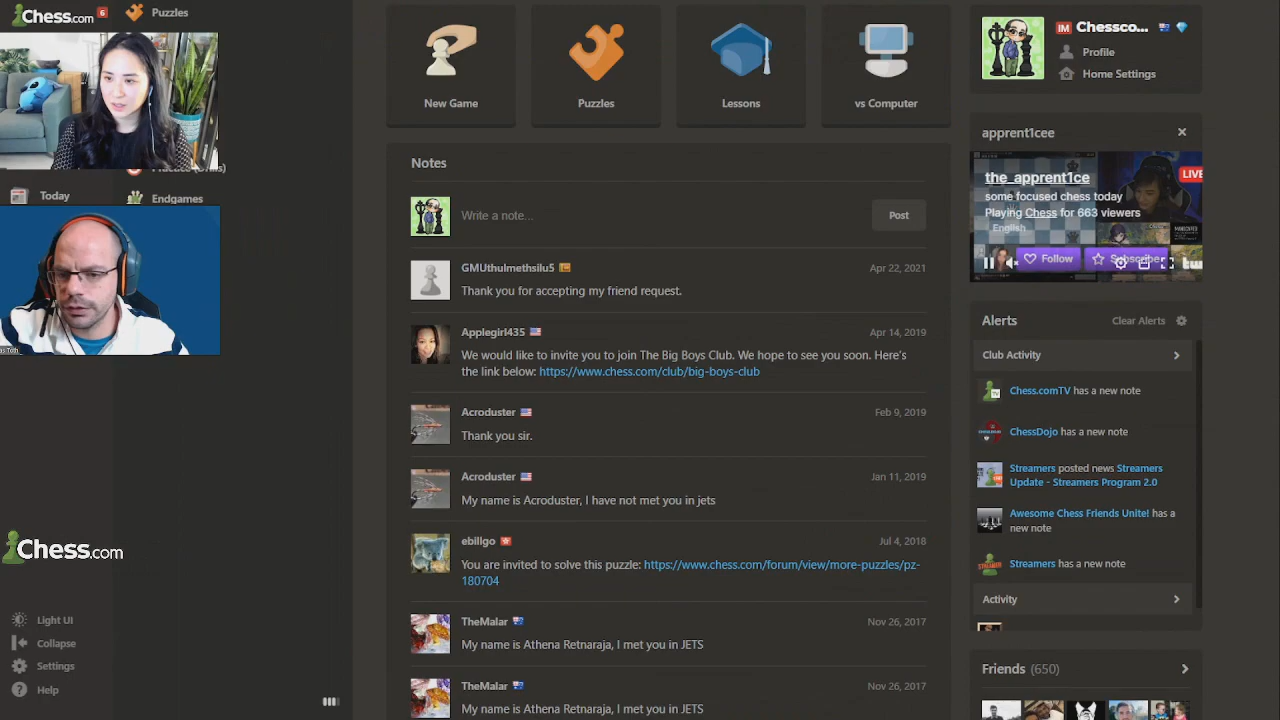 Chess.com
6
Puzzles
Today
Endgames
as Toth
Chess.com
Light UI
Collapse
Settings
Help
New Game
Puzzles
Lessons
vs Computer
Notes
Write a note...
Post
GMUthulmethsilu5
Apr 22, 2021
Thank you for accepting my friend request.
Applegirl435
Apr 14, 2019
We would like to invite you to join The Big Boys Club. We hope to see you soon. Here's
the link below: https://www.chess.com/club/big-boys-club
Acroduster
Feb 9, 2019
Thank you sir.
Acroduster
Jan 11, 2019
My name is Acroduster, I have not met you in jets
ebillgo
Jul 4, 2018
You are invited to solve this puzzle: https://www.chess.com/forum/view/more-puzzles/pz-
180704
TheMalar
Nov 26, 2017
My name is Athena Retnaraja, I met you in JETS
TheMalar
Nov 26, 2017
My name is Athena Retnaraja, I met you in JETS
IM Chessco...
Profile
Home Settings
apprent1cee
the_apprent1ce
LIVE
some focused chess today
Playing Chess for 663 viewers
English
Follow
Subscribe
Alerts
Clear Alerts
Club Activity
Chess.comTV has a new note
ChessDojo has a new note
Streamers posted news Streamers
Update - Streamers Program 2.0
Awesome Chess Friends Unite! has a
new note
Streamers has a new note
Activity
Friends (650)